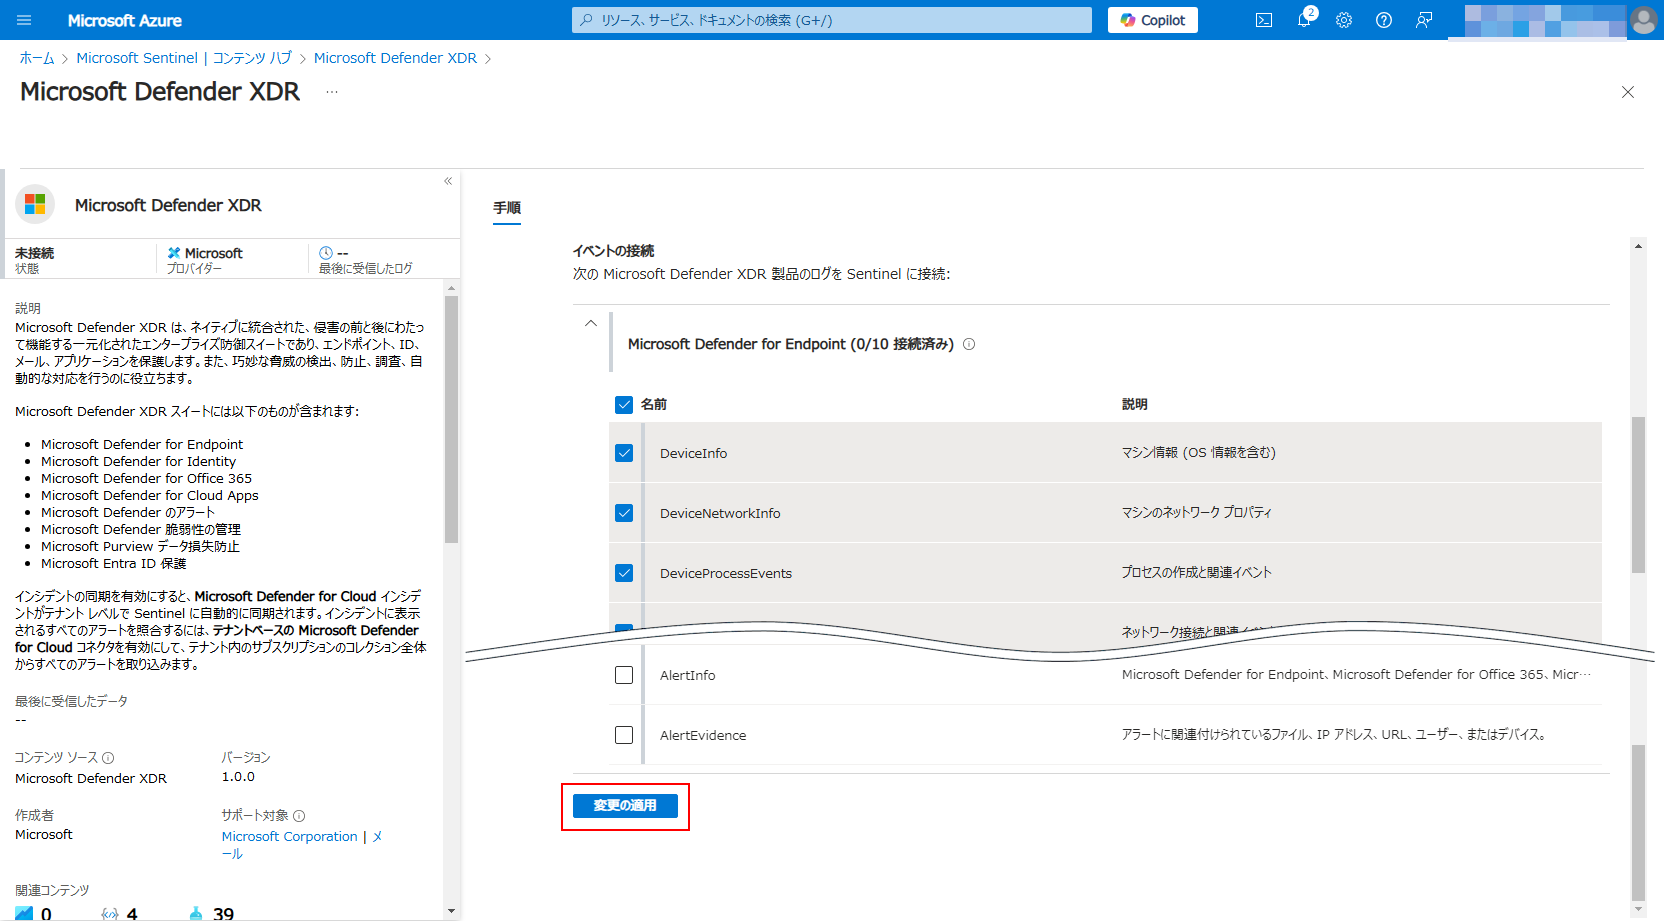 Microsoft Azure
リソース、サービス、ドキュメントの検索 (G+/)
Copilot
2
ホーム > Microsoft Sentinel | コンテンツ ハブ > Microsoft Defender XDR >
Microsoft Defender XDR ...
Microsoft Defender XDR
未接続
状態
Microsoft
プロバイダー
--
最後に受信したログ
説明
Microsoft Defender XDR は、ネイティブに統合された、侵害の前と後にわたっ
て機能する一元化されたエンタープライズ防御スイートであり、エンドポイント、ID、
メール、アプリケーションを保護します。また、巧妙な脅威の検出、防止、調査、自
動的な対応を行うのに役立ちます。
Microsoft Defender XDR スイートには以下のものが含まれます:
• Microsoft Defender for Endpoint
• Microsoft Defender for Identity
• Microsoft Defender for Office 365
• Microsoft Defender for Cloud Apps
• Microsoft Defender のアラート
• Microsoft Defender 脆弱性の管理
• Microsoft Purview データ損失防止
• Microsoft Entra ID 保護
インシデントの同期を有効にすると、Microsoft Defender for Cloud インシデ
ントがテナント レベルで Sentinel に自動的に同期されます。インシデントに表示
されるすべてのアラートを照合するには、テナントベースの Microsoft Defender
for Cloud コネクタを有効にして、テナント内のサブスクリプションのコレクション全体
からすべてのアラートを取り込みます。
最後に受信したデータ
--
コンテンツ ソース
Microsoft Defender XDR
バージョン
1.0.0
作成者
Microsoft
サポート対象
Microsoft Corporation | メ
ール
関連コンテンツ
0
4
39
手順
イベントの接続
次の Microsoft Defender XDR 製品のログを Sentinel に接続:
Microsoft Defender for Endpoint (0/10 接続済み)
名前
説明
DeviceInfo
マシン情報 (OS 情報を含む)
DeviceNetworkInfo
マシンのネットワーク プロパティ
DeviceProcessEvents
プロセスの作成と関連イベント
ネットワーク接続と関連イベント
AlertInfo
Microsoft Defender for Endpoint、Microsoft Defender for Office 365、Micr…
AlertEvidence
アラートに関連付けられているファイル、IP アドレス、URL、ユーザー、またはデバイス。
変更の適用